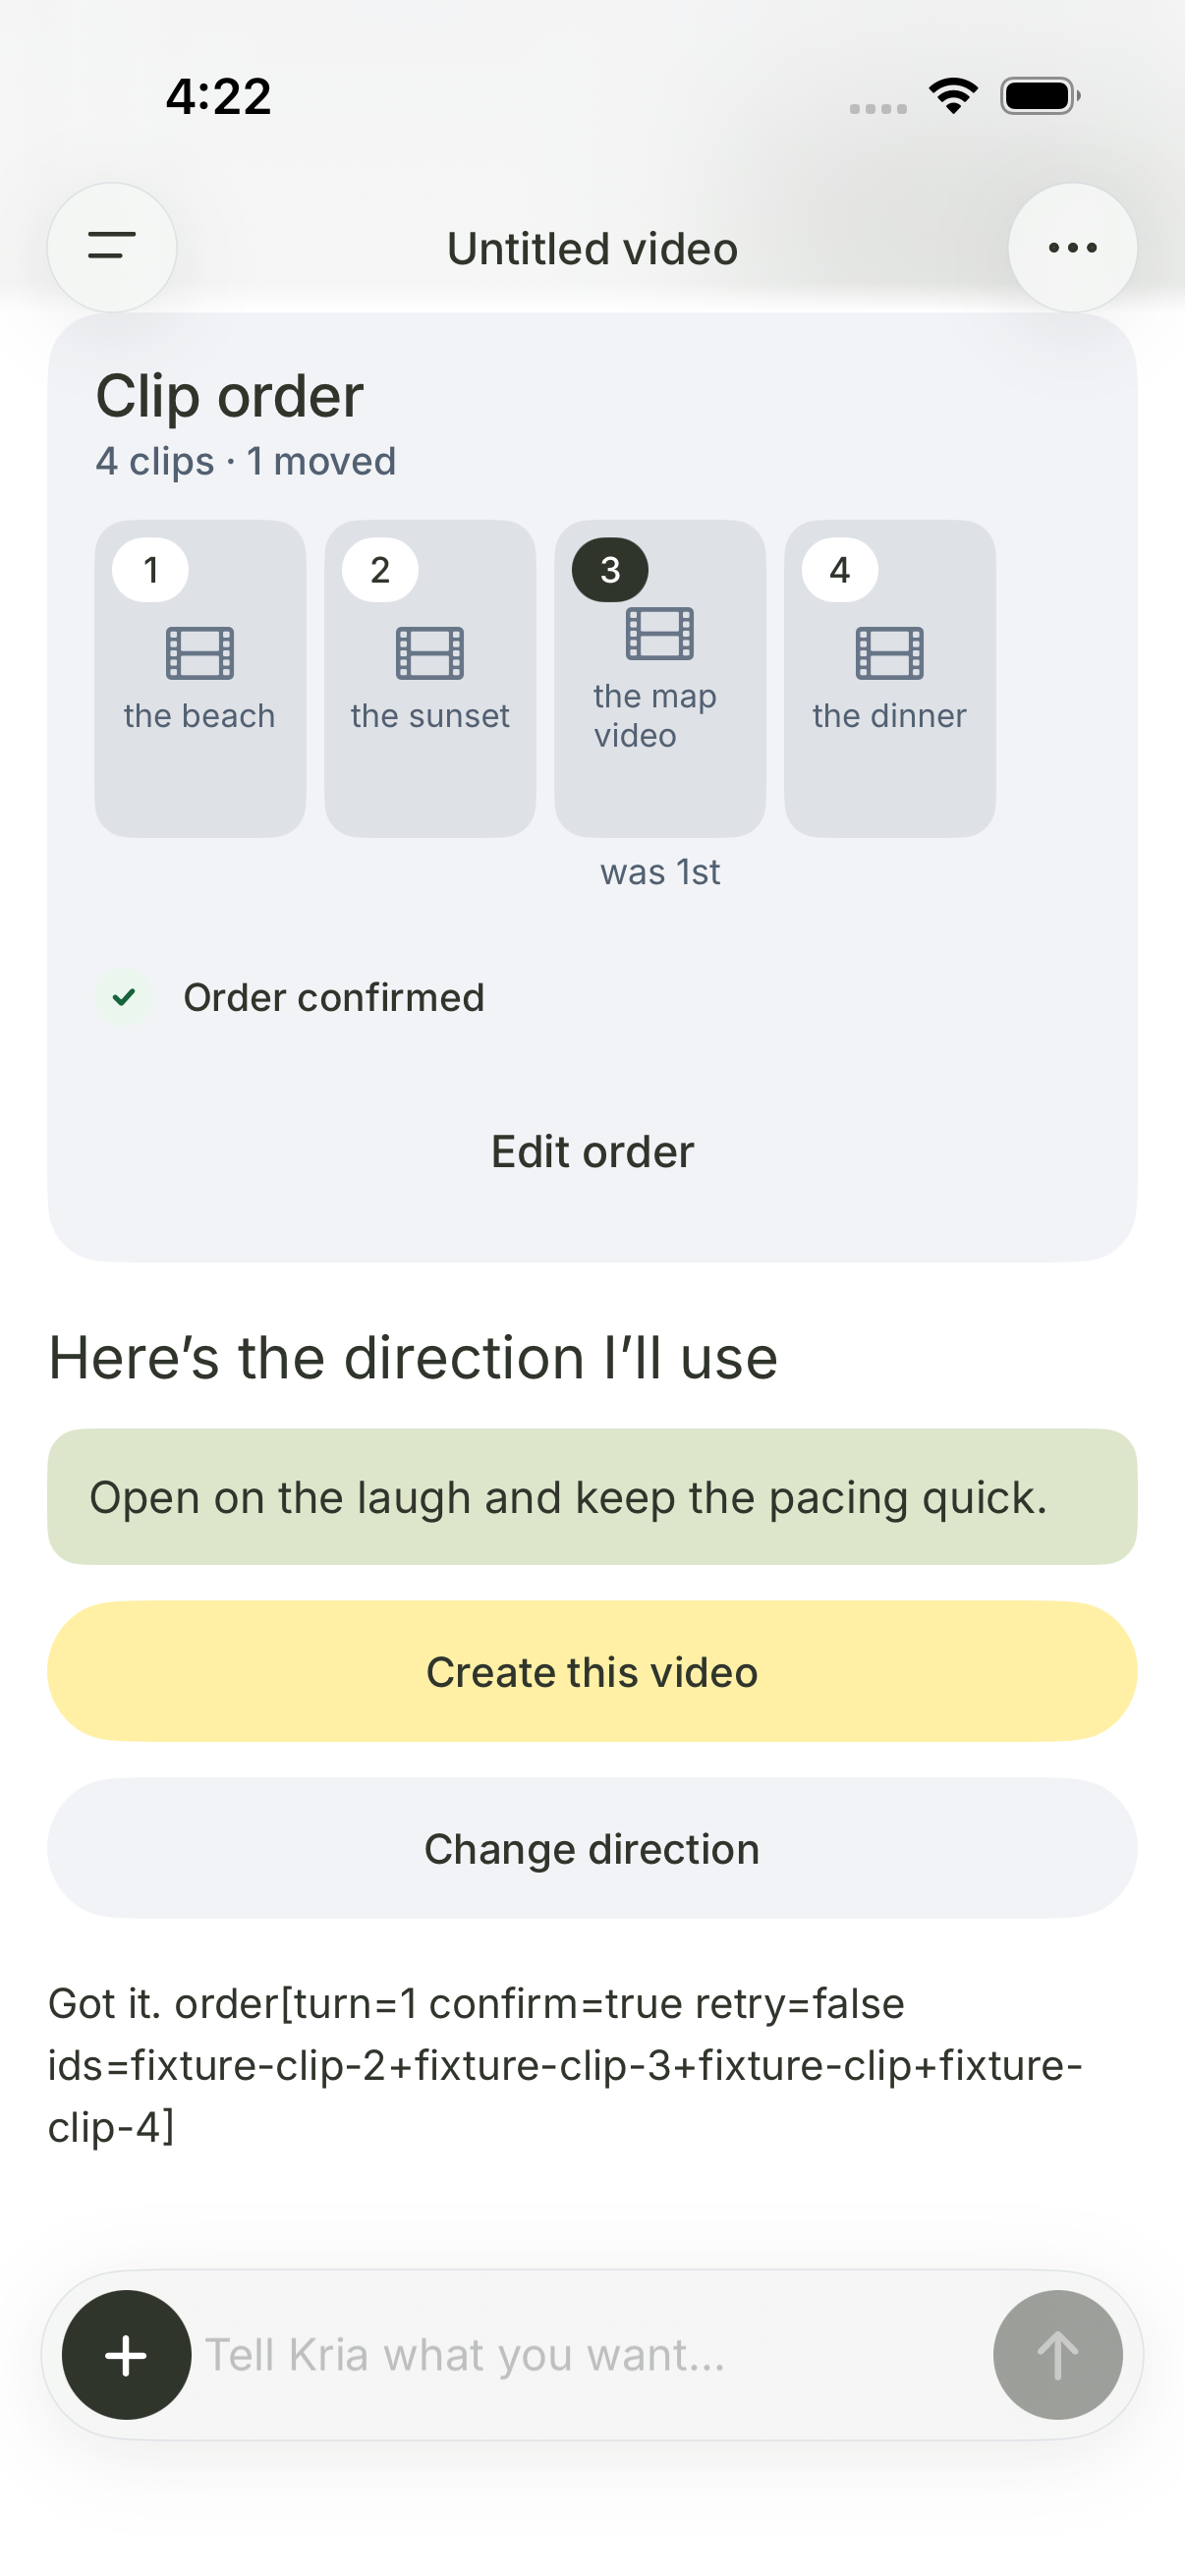 4:22
Untitled video
Clip order
4 clips · 1 moved
1
2
3
4
the beach
the sunset
the map
video
the dinner
was 1st
Order confirmed
Edit order
Here’s the direction I’ll use
Open on the laugh and keep the pacing quick.
Create this video
Change direction
Got it. order[turn=1 confirm=true retry=false
ids=fixture-clip-2+fixture-clip-3+fixture-clip+fixture-
clip-4]
Tell Kria what you want...